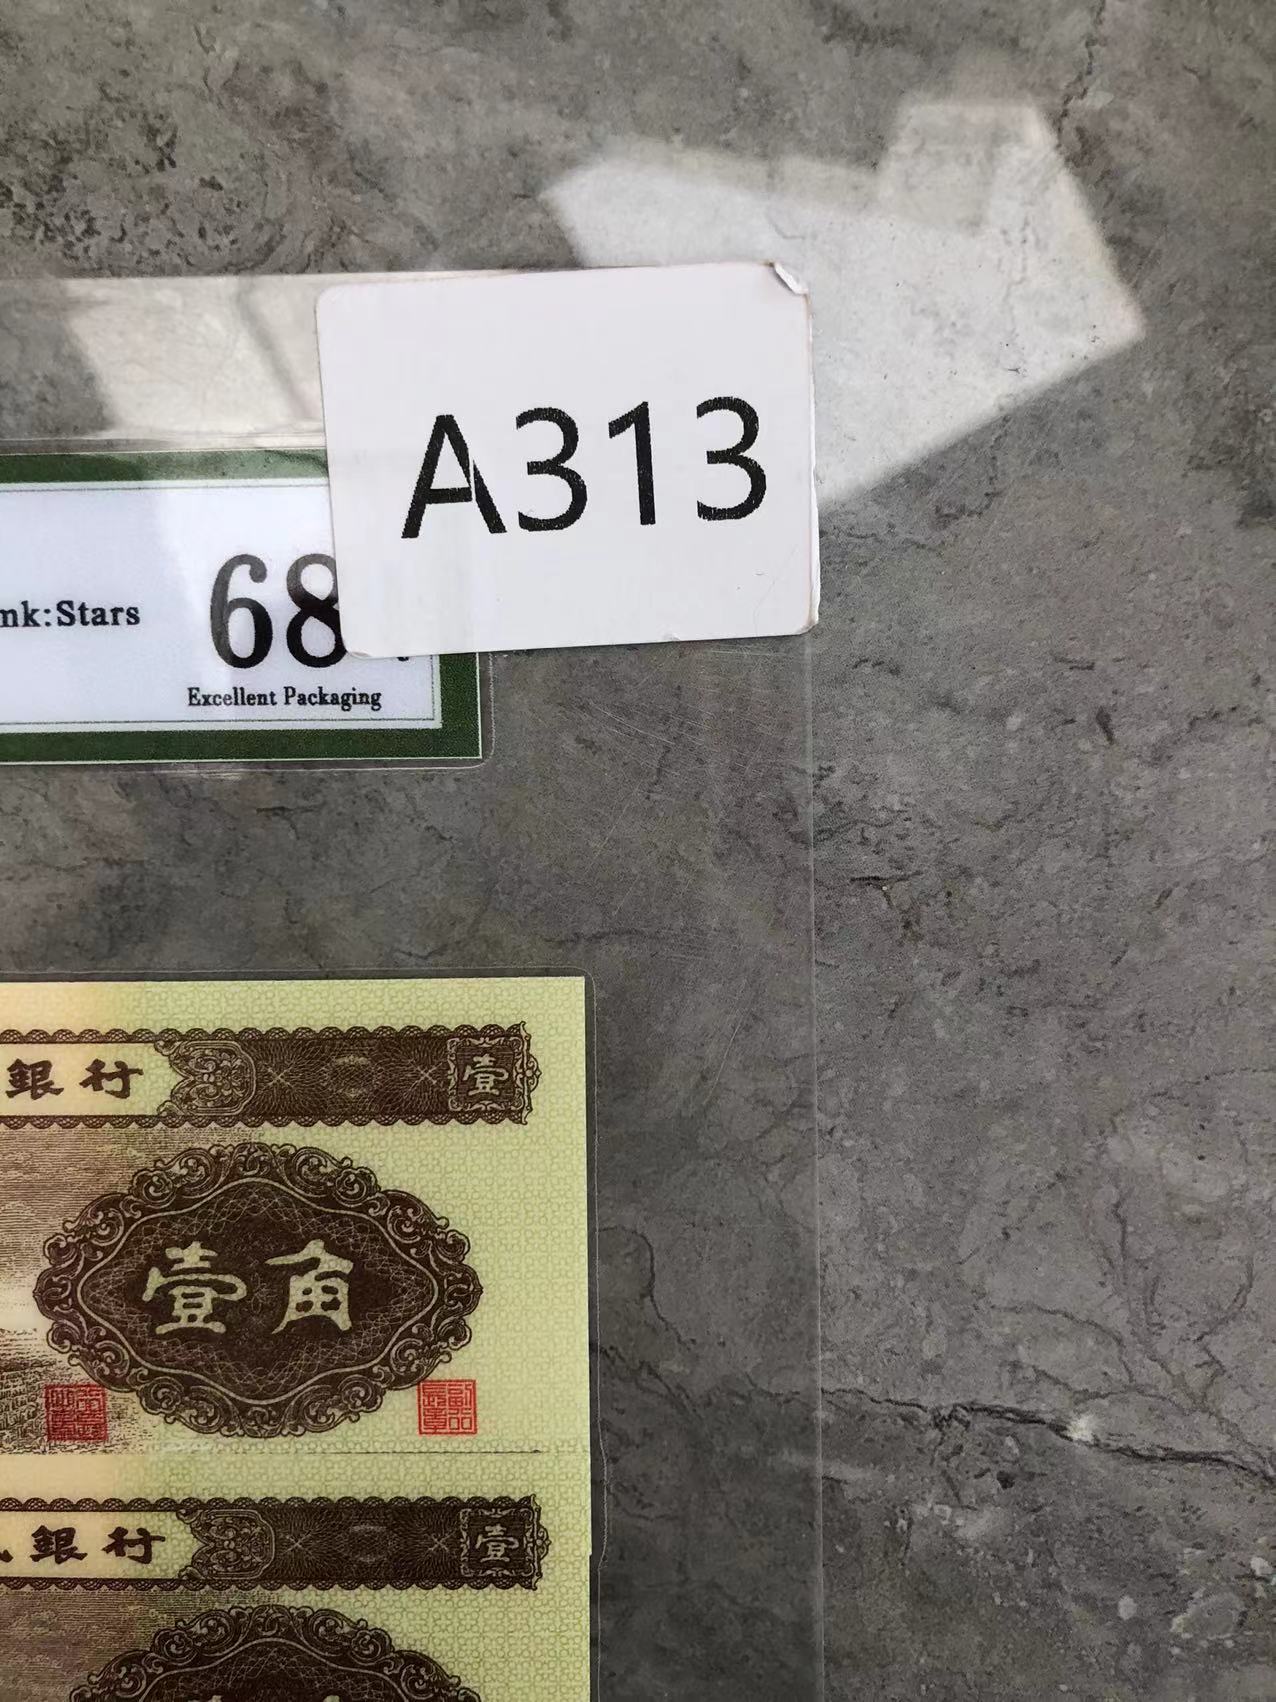 A313
mk:Stars
68
Excellent Packaging
銀行
壹
壹角
銀行
壹